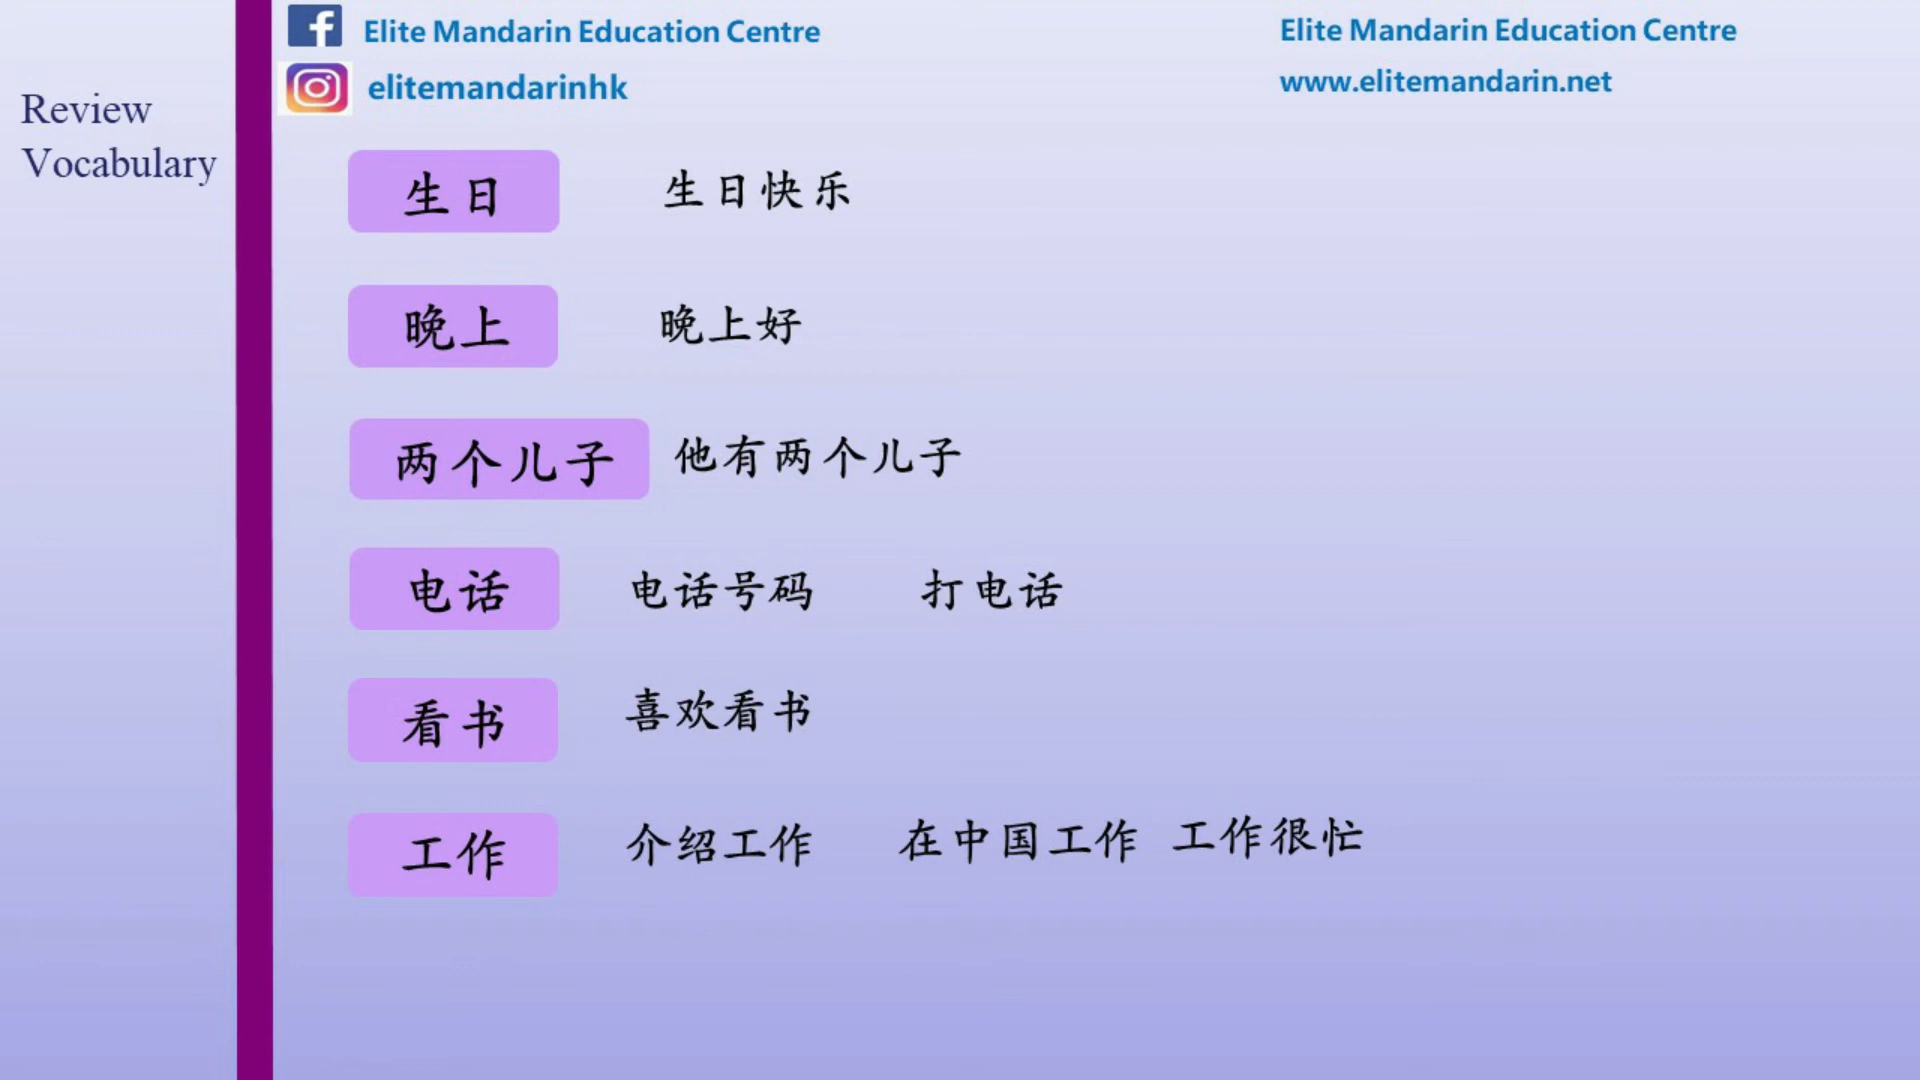 Elite Mandarin Education Centre
elitemandarinhk
Elite Mandarin Education Centre
www.elitemandarin.net
Review
Vocabulary
生日 生日快乐
晚上 晚上好
两个儿子 他有两个儿子
电话 电话号码 打电话
看书 喜欢看书
工作 介绍工作 在中国工作 工作很忙